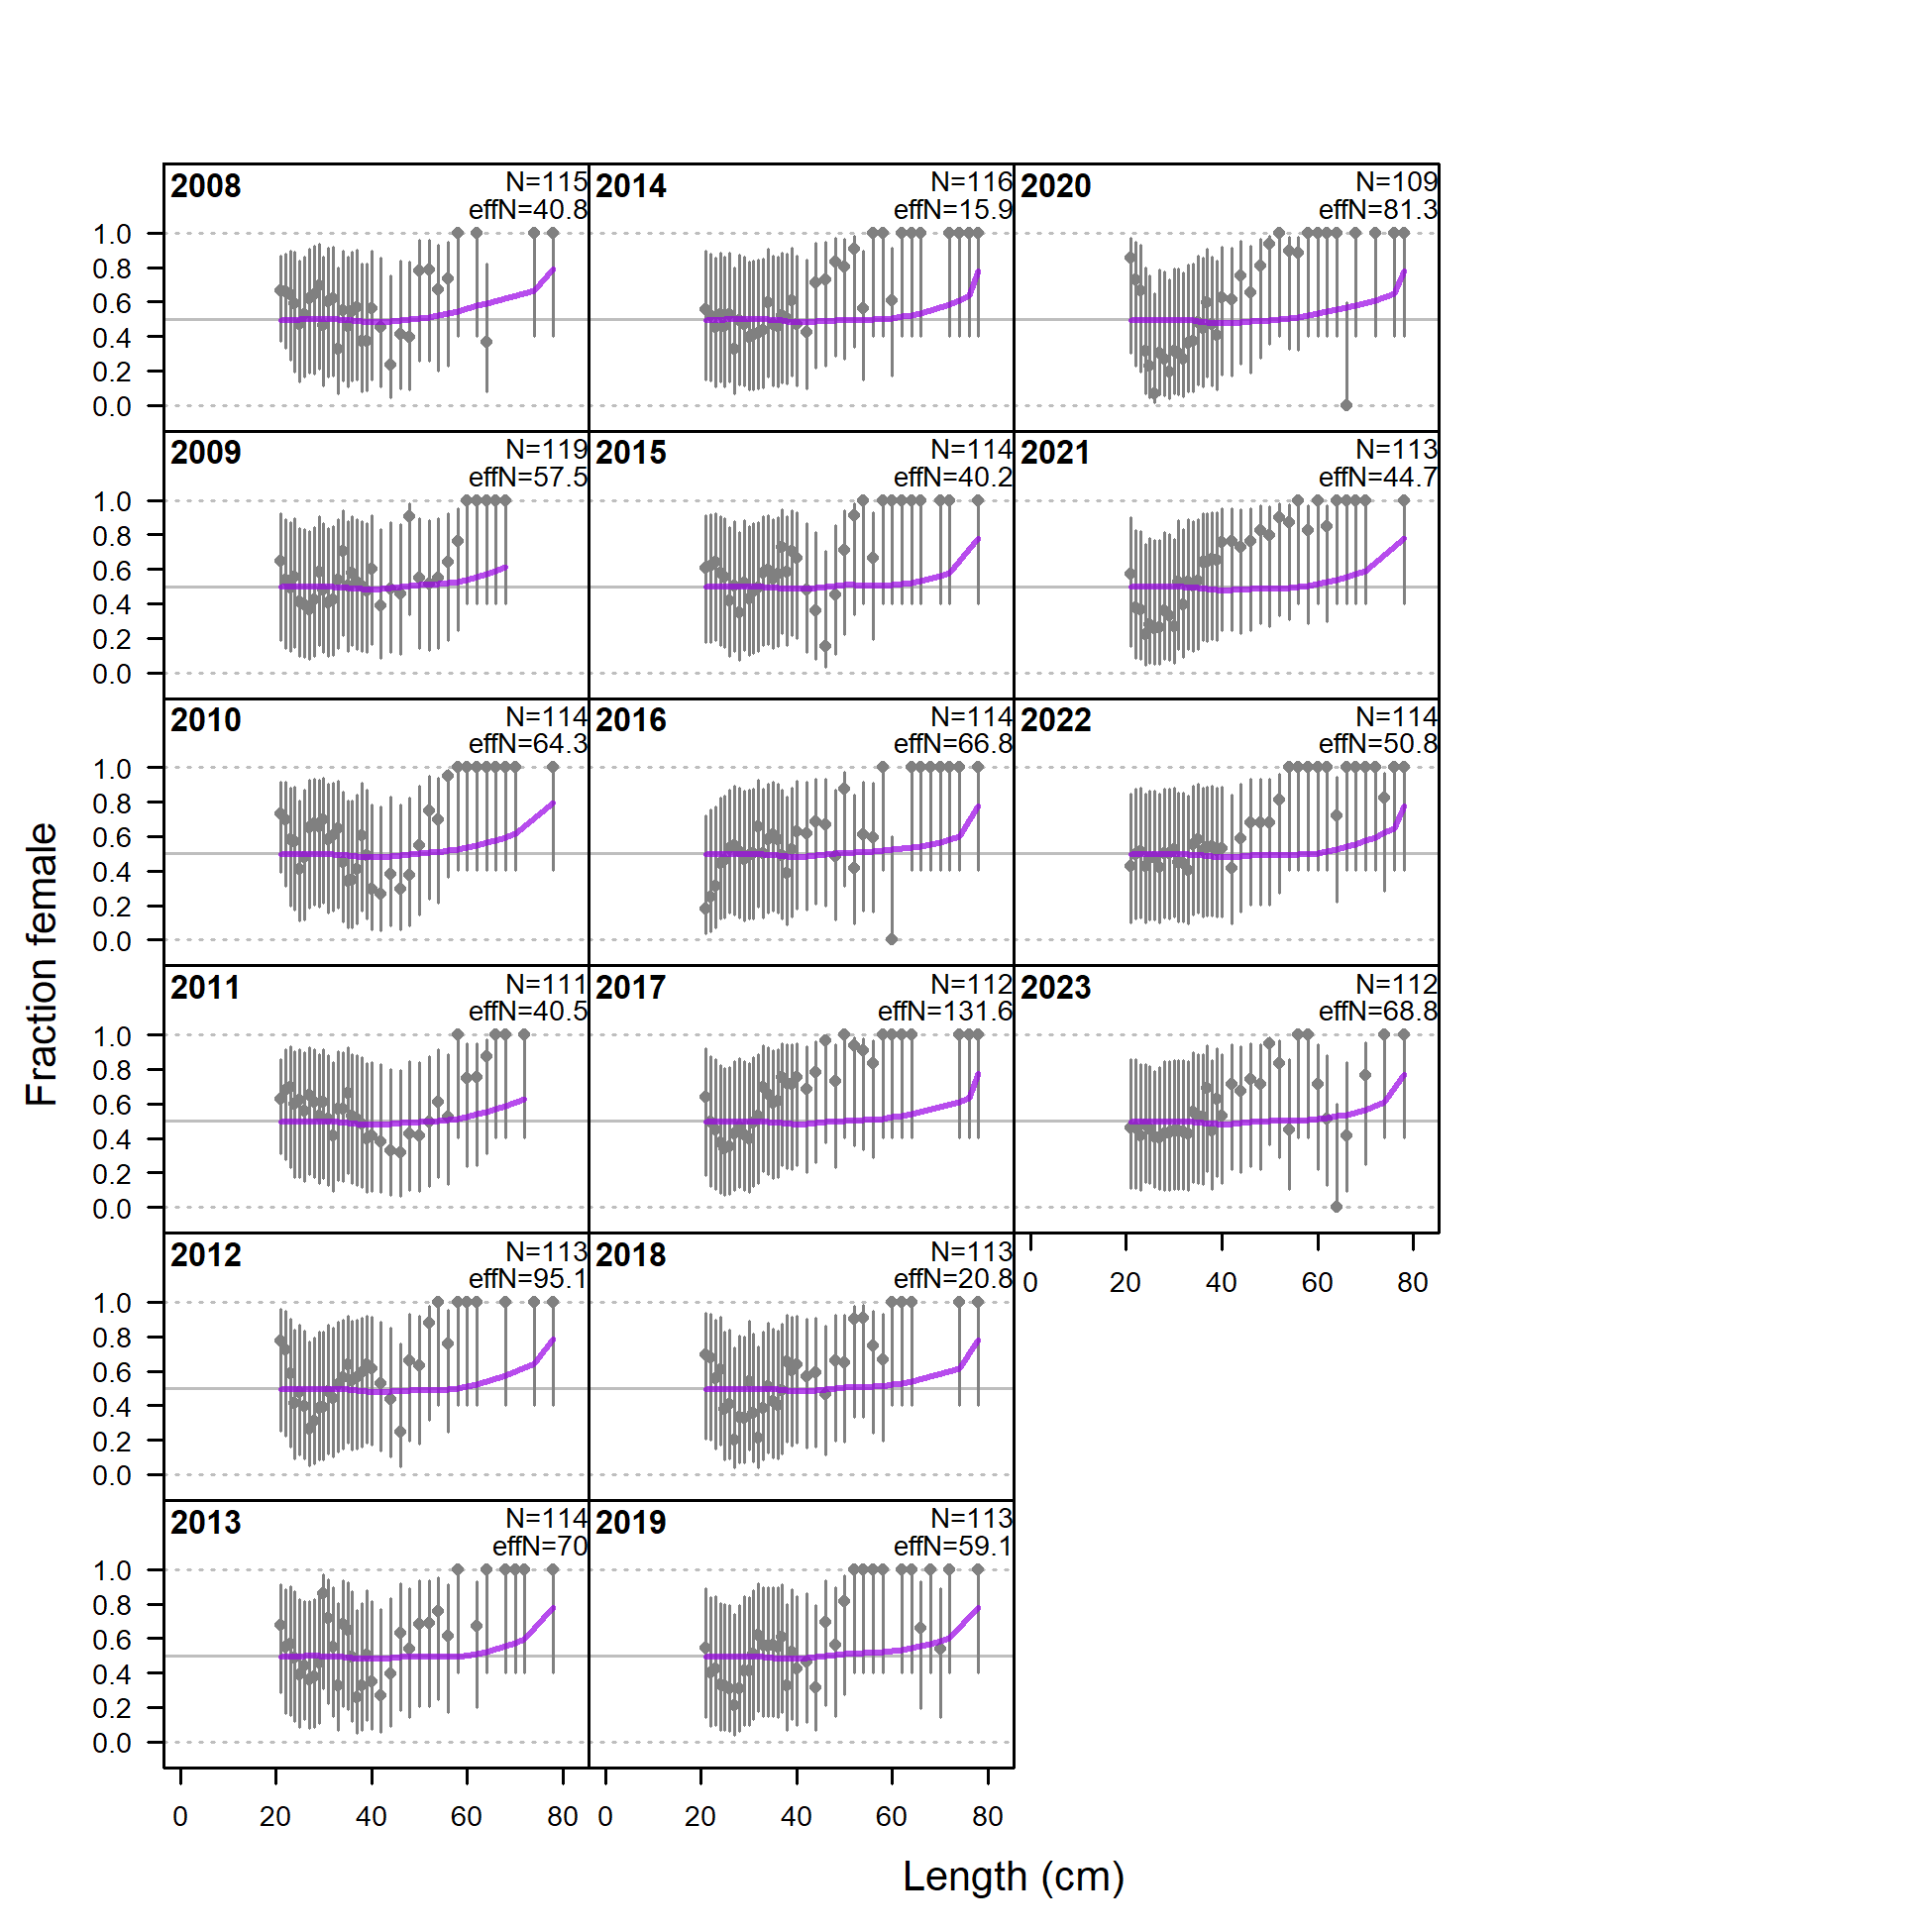 2008
N=115
effN=40.8
2014
N=116
effN=15.9
2020
N=109
effN=81.3
1.0
0.8
0.6
0.4
0.2
0.0
2009
N=119
effN=57.5
2015
N=114
effN=40.2
2021
N=113
effN=44.7
1.0
0.8
0.6
0.4
0.2
0.0
2010
N=114
effN=64.3
2016
N=114
effN=66.8
2022
N=114
effN=50.8
1.0
0.8
0.6
0.4
0.2
0.0
Fraction female
2011
N=111
effN=40.5
2017
N=112
effN=131.6
2023
N=112
effN=68.8
1.0
0.8
0.6
0.4
0.2
0.0
2012
N=113
effN=95.1
2018
N=113
effN=20.8
0 20 40 60 80
1.0
0.8
0.6
0.4
0.2
0.0
2013
N=114
effN=70
2019
N=113
effN=59.1
1.0
0.8
0.6
0.4
0.2
0.0
0 20 40 60 80 0 20 40 60 80
Length (cm)